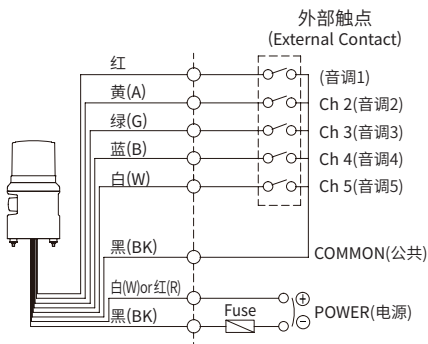 外部触点
(External Contact)
红
(音调1)
黄(A)
Ch 2(音调2)
绿(G)
Ch 3(音调3)
蓝(B)
Ch 4(音调4)
白(W)
Ch 5(音调5)
黑(BK)
COMMON(公共)
白(W)or红(R)
Fuse
POWER(电源)
黑(BK)